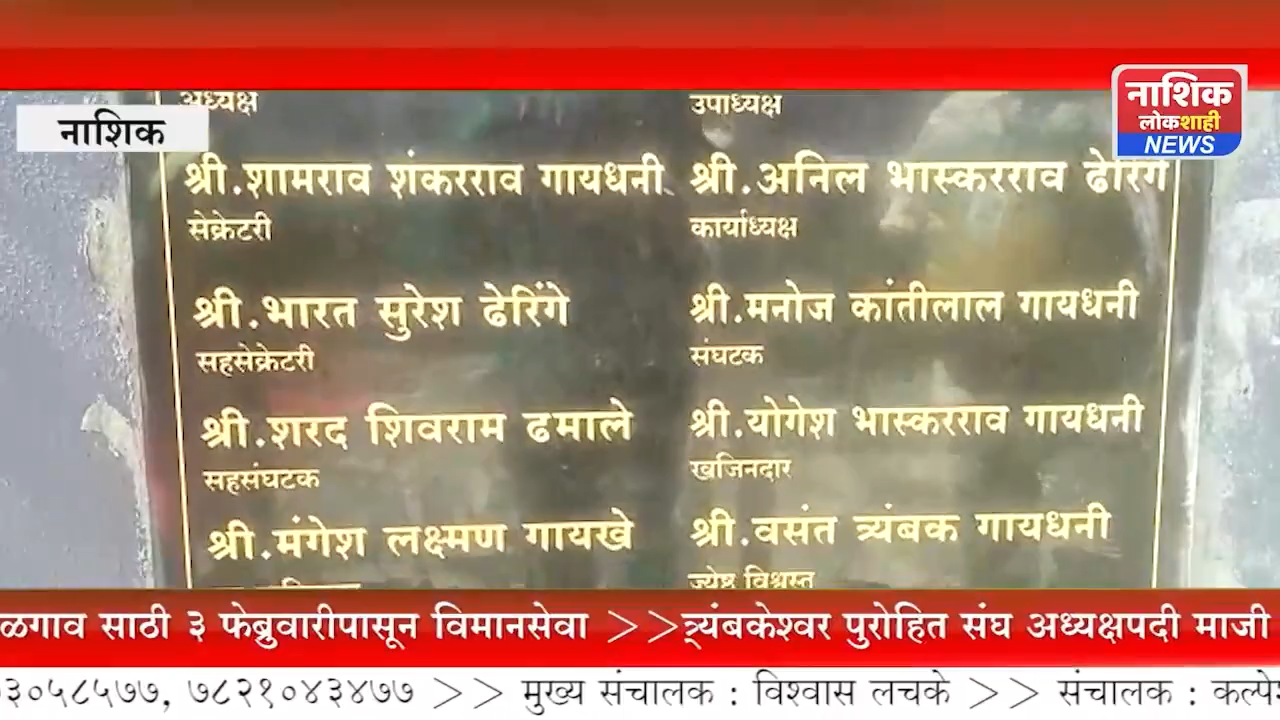 नाशिक
लोकशाही
NEWS
नाशिक
अध्यक्ष
उपाध्यक्ष
श्री.शामराव शंकरराव गायधनी
श्री.अनिल भास्करराव ढेरिंगे
सेक्रेटरी
कार्याध्यक्ष
श्री.भारत सुरेश ढेरिंगे
श्री.मनोज कांतीलाल गायधनी
सहसेक्रेटरी
संघटक
श्री.शरद शिवराम ढमाले
श्री.योगेश भास्करराव गायधनी
सहसंघटक
खजिनदार
श्री.मंगेश लक्ष्मण गायखे
श्री.वसंत त्र्यंबक गायधनी
ज्येष्ठ विश्वस्त
ळगाव साठी ३ फेब्रुवारीपासून विमानसेवा >>त्र्यंबकेश्वर पुरोहित संघ अध्यक्षपदी माजी
३०५८५७७, ७८२१०४३४७७ >> मुख्य संचालक : विश्वास लचके >> संचालक : कल्पे